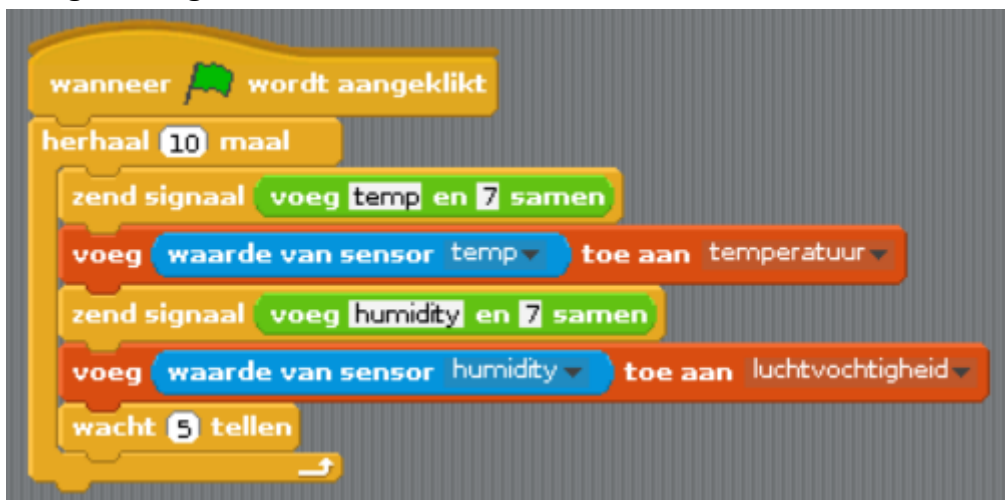 wanneer wordt aangeklikt
herhaal 10 maal
zend signaal voeg temp en 7 samen
voeg waarde van sensor temp toe aan temperatuur
zend signaal voeg humidity en 7 samen
voeg waarde van sensor humidity toe aan luchtvochtigheid
wacht 5 tellen